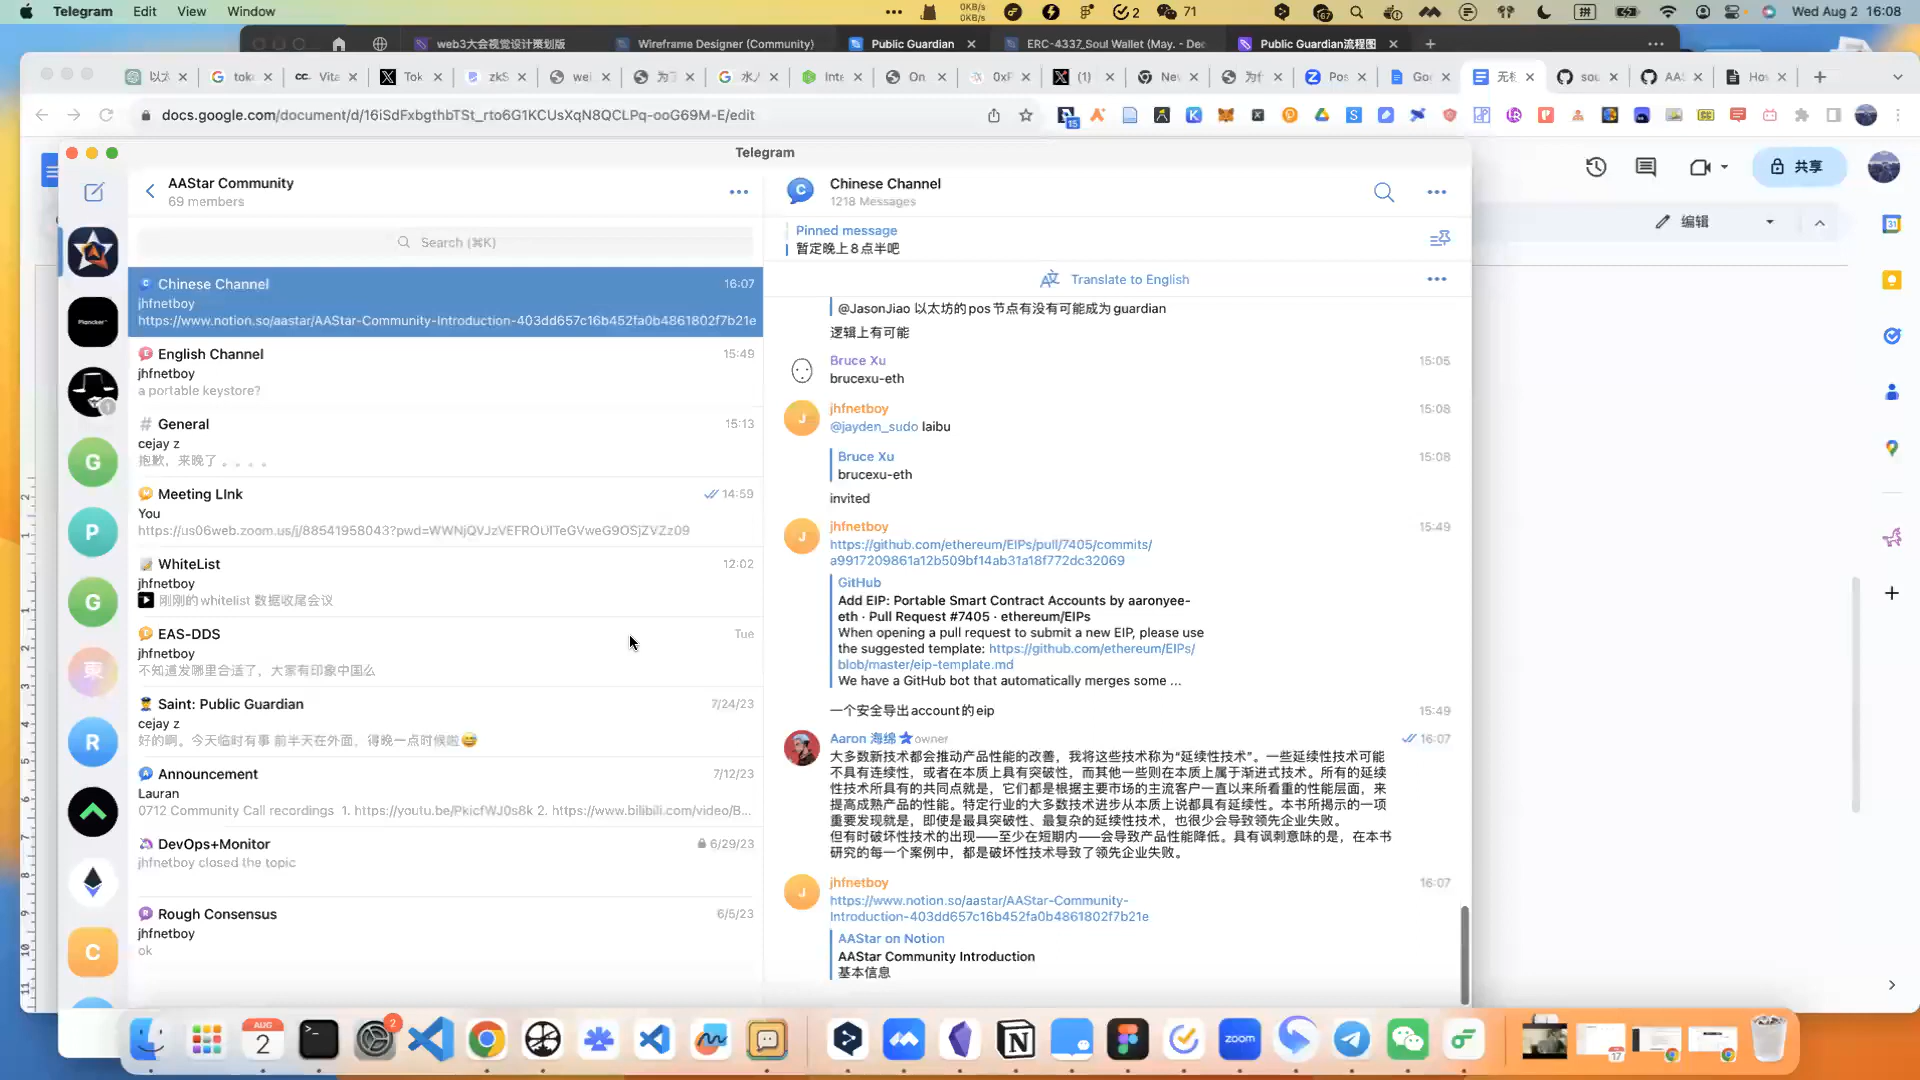 Telegram Edit View Window
0KB/s
0KB/s
2
71
Wed Aug 2 16:08
web3大会视觉设计策划版
Wireframe Designer (Community)
Public Guardian
ERC-4337_Soul Wallet (May. - Dec
Public Guardian流程图
docs.google.com/document/d/16iSdFxbgthbTSt_rto6G1KCUsXqN8QCLPq-ooG69M-E/edit
15
共享
编辑
Telegram
AAStar Community
69 members
Search (⌘K)
Chinese Channel 16:07
jhfnetboy
https://www.notion.so/aastar/AAStar-Community-Introduction-403dd657c16b452fa0b4861802f7b21e
English Channel 15:49
jhfnetboy
a portable keystore?
# General 15:13
cejay z
抱歉，来晚了 。。。。
Meeting LInk 14:59
You
WhiteList 12:02
jhfnetboy
刚刚的whitelist 数据收尾会议
EAS-DDS Tue
jhfnetboy
不知道发哪里合适了，大家有印象中国么
Saint: Public Guardian 7/24/23
cejay z
好的啊。今天临时有事 前半天在外面，得晚一点时候啦😅
Announcement 7/12/23
Lauran
0712 Community Call recordings 1. https://youtu.be/PkicfWJ0s8k 2. https://www.bilibili.com/video/B...
DevOps+Monitor 6/29/23
jhfnetboy closed the topic
Rough Consensus 6/5/23
jhfnetboy
ok
Plancker
G
P
G
東
R
C
Chinese Channel
1218 Messages
Pinned message
暂定晚上8点半吧
Translate to English
@JasonJiao 以太坊的pos节点有没有可能成为guardian
逻辑上有可能
Bruce Xu 15:05
brucexu-eth
jhfnetboy 15:08
@jayden_sudo laibu
Bruce Xu 15:08
brucexu-eth
invited
jhfnetboy 15:49
https://github.com/ethereum/EIPs/pull/7405/commits/
a9917209861a12b509bf14ab31a18f772dc32069
GitHub
Add EIP: Portable Smart Contract Accounts by aaronyee-
eth · Pull Request #7405 · ethereum/EIPs
When opening a pull request to submit a new EIP, please use
the suggested template: https://github.com/ethereum/EIPs/
blob/master/eip-template.md
We have a GitHub bot that automatically merges some ...
一个安全导出account的eip 15:49
Aaron 海绵 owner 16:07
大多数新技术都会推动产品性能的改善，我将这些技术称为“延续性技术”。一些延续性技术可能
不具有连续性，或者在本质上具有突破性，而其他一些则在本质上属于渐进式技术。所有的延续
性技术所具有的共同点就是，它们都是根据主要市场的主流客户一直以来所看重的性能层面，来
提高成熟产品的性能。特定行业的大多数技术进步从本质上说都具有延续性。本书所揭示的一项
重要发现就是，即使是最具突破性、最复杂的延续性技术，也很少会导致领先企业失败。
但有时破坏性技术的出现——至少在短期内——会导致产品性能降低。具有讽刺意味的是，在本书
研究的每一个案例中，都是破坏性技术导致了领先企业失败。
jhfnetboy 16:07
https://www.notion.so/aastar/AAStar-Community-
Introduction-403dd657c16b452fa0b4861802f7b21e
AAStar on Notion
AAStar Community Introduction
基本信息
AUG
2
2
zoom
17